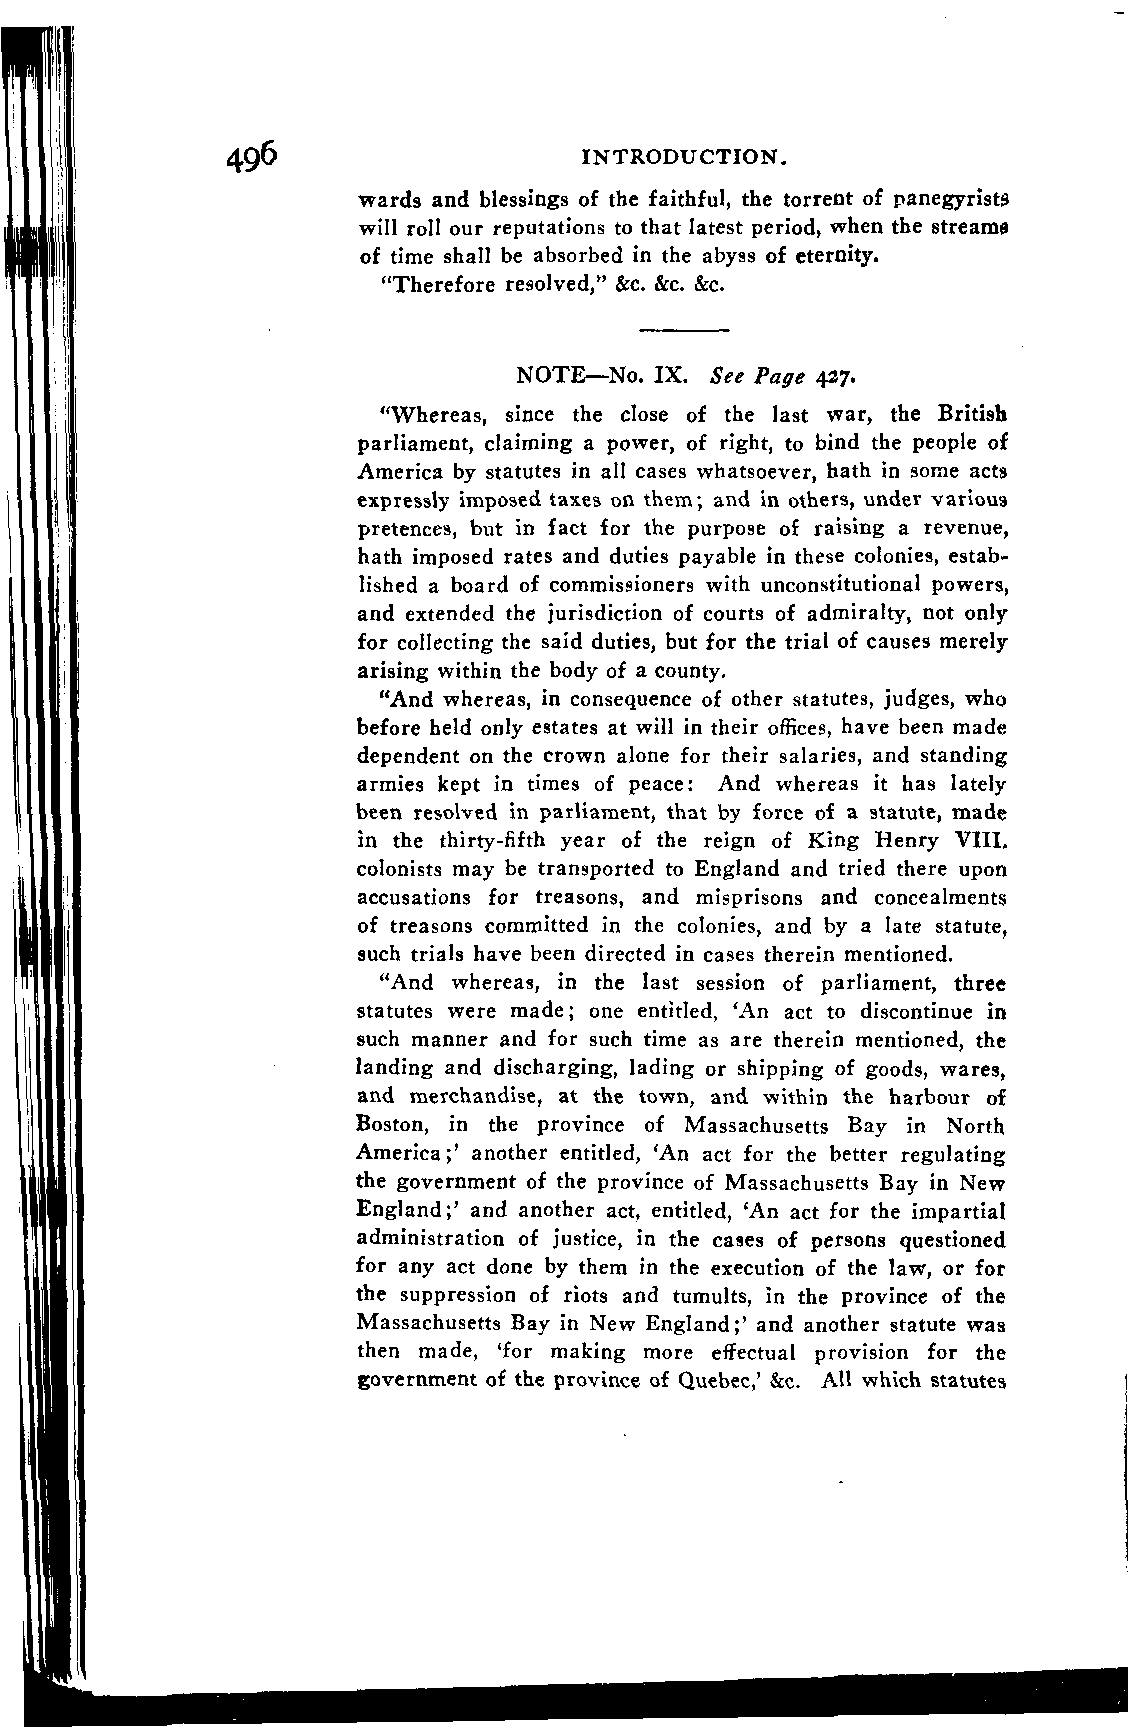 496 INTRODUCTION.
wards and blessings of the faithful, the torrent of panegyrists
will roll our reputations to that latest period, when the streams
of time shall be absorbed in the abyss of eternity.
"Therefore resolved," &c. &c. &c.
NOTE—No. IX. See Page 427.
"Whereas, since the close of the last war, the British
parliament, claiming a power, of right, to bind the people of
America by statutes in all cases whatsoever, hath in some acts
expressly imposed taxes on them; and in others, under various
pretences, but in fact for the purpose of raising a revenue,
hath imposed rates and duties payable in these colonies, estab-
lished a board of commissioners with unconstitutional powers,
and extended the jurisdiction of courts of admiralty, not only
for collecting the said duties, but for the trial of causes merely
arising within the body of a county.
"And whereas, in consequence of other statutes, judges, who
before held only estates at will in their offices, have been made
dependent on the crown alone for their salaries, and standing
armies kept in times of peace: And whereas it has lately
been resolved in parliament, that by force of a statute, made
in the thirty-fifth year of the reign of King Henry VIII.
colonists may be transported to England and tried there upon
accusations for treasons, and misprisons and concealments
of treasons committed in the colonies, and by a late statute,
such trials have been directed in cases therein mentioned.
"And whereas, in the last session of parliament, three
statutes were made; one entitled, 'An act to discontinue in
such manner and for such time as are therein mentioned, the
landing and discharging, lading or shipping of goods, wares,
and merchandise, at the town, and within the harbour of
Boston, in the province of Massachusetts Bay in North
America;' another entitled, 'An act for the better regulating
the government of the province of Massachusetts Bay in New
England;' and another act, entitled, 'An act for the impartial
administration of justice, in the cases of persons questioned
for any act done by them in the execution of the law, or for
the suppression of riots and tumults, in the province of the
Massachusetts Bay in New England;' and another statute was
then made, 'for making more effectual provision for the
government of the province of Quebec,' &c. All which statutes